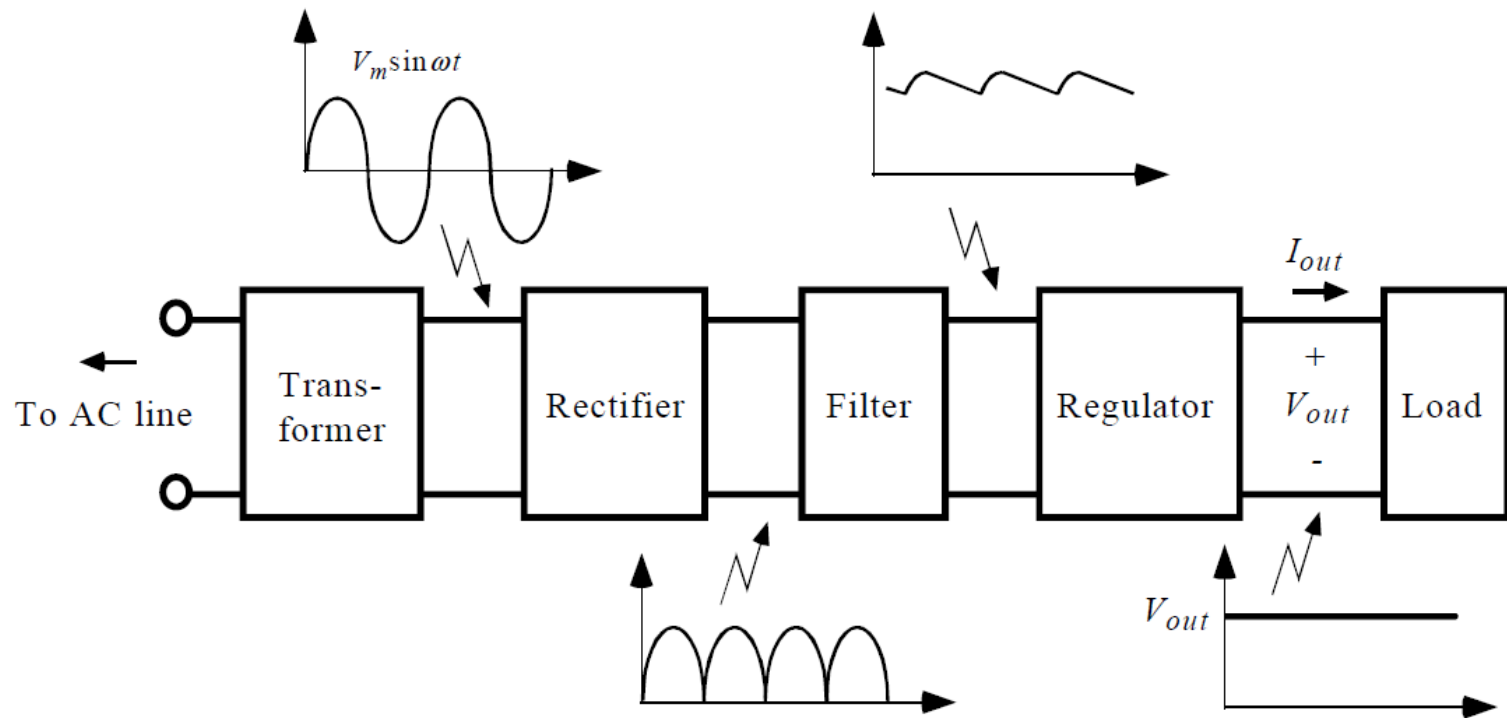 V_m sin ωt
I_out
To AC line
Trans-
former
Rectifier
Filter
Regulator
+
V_out
-
Load
V_out